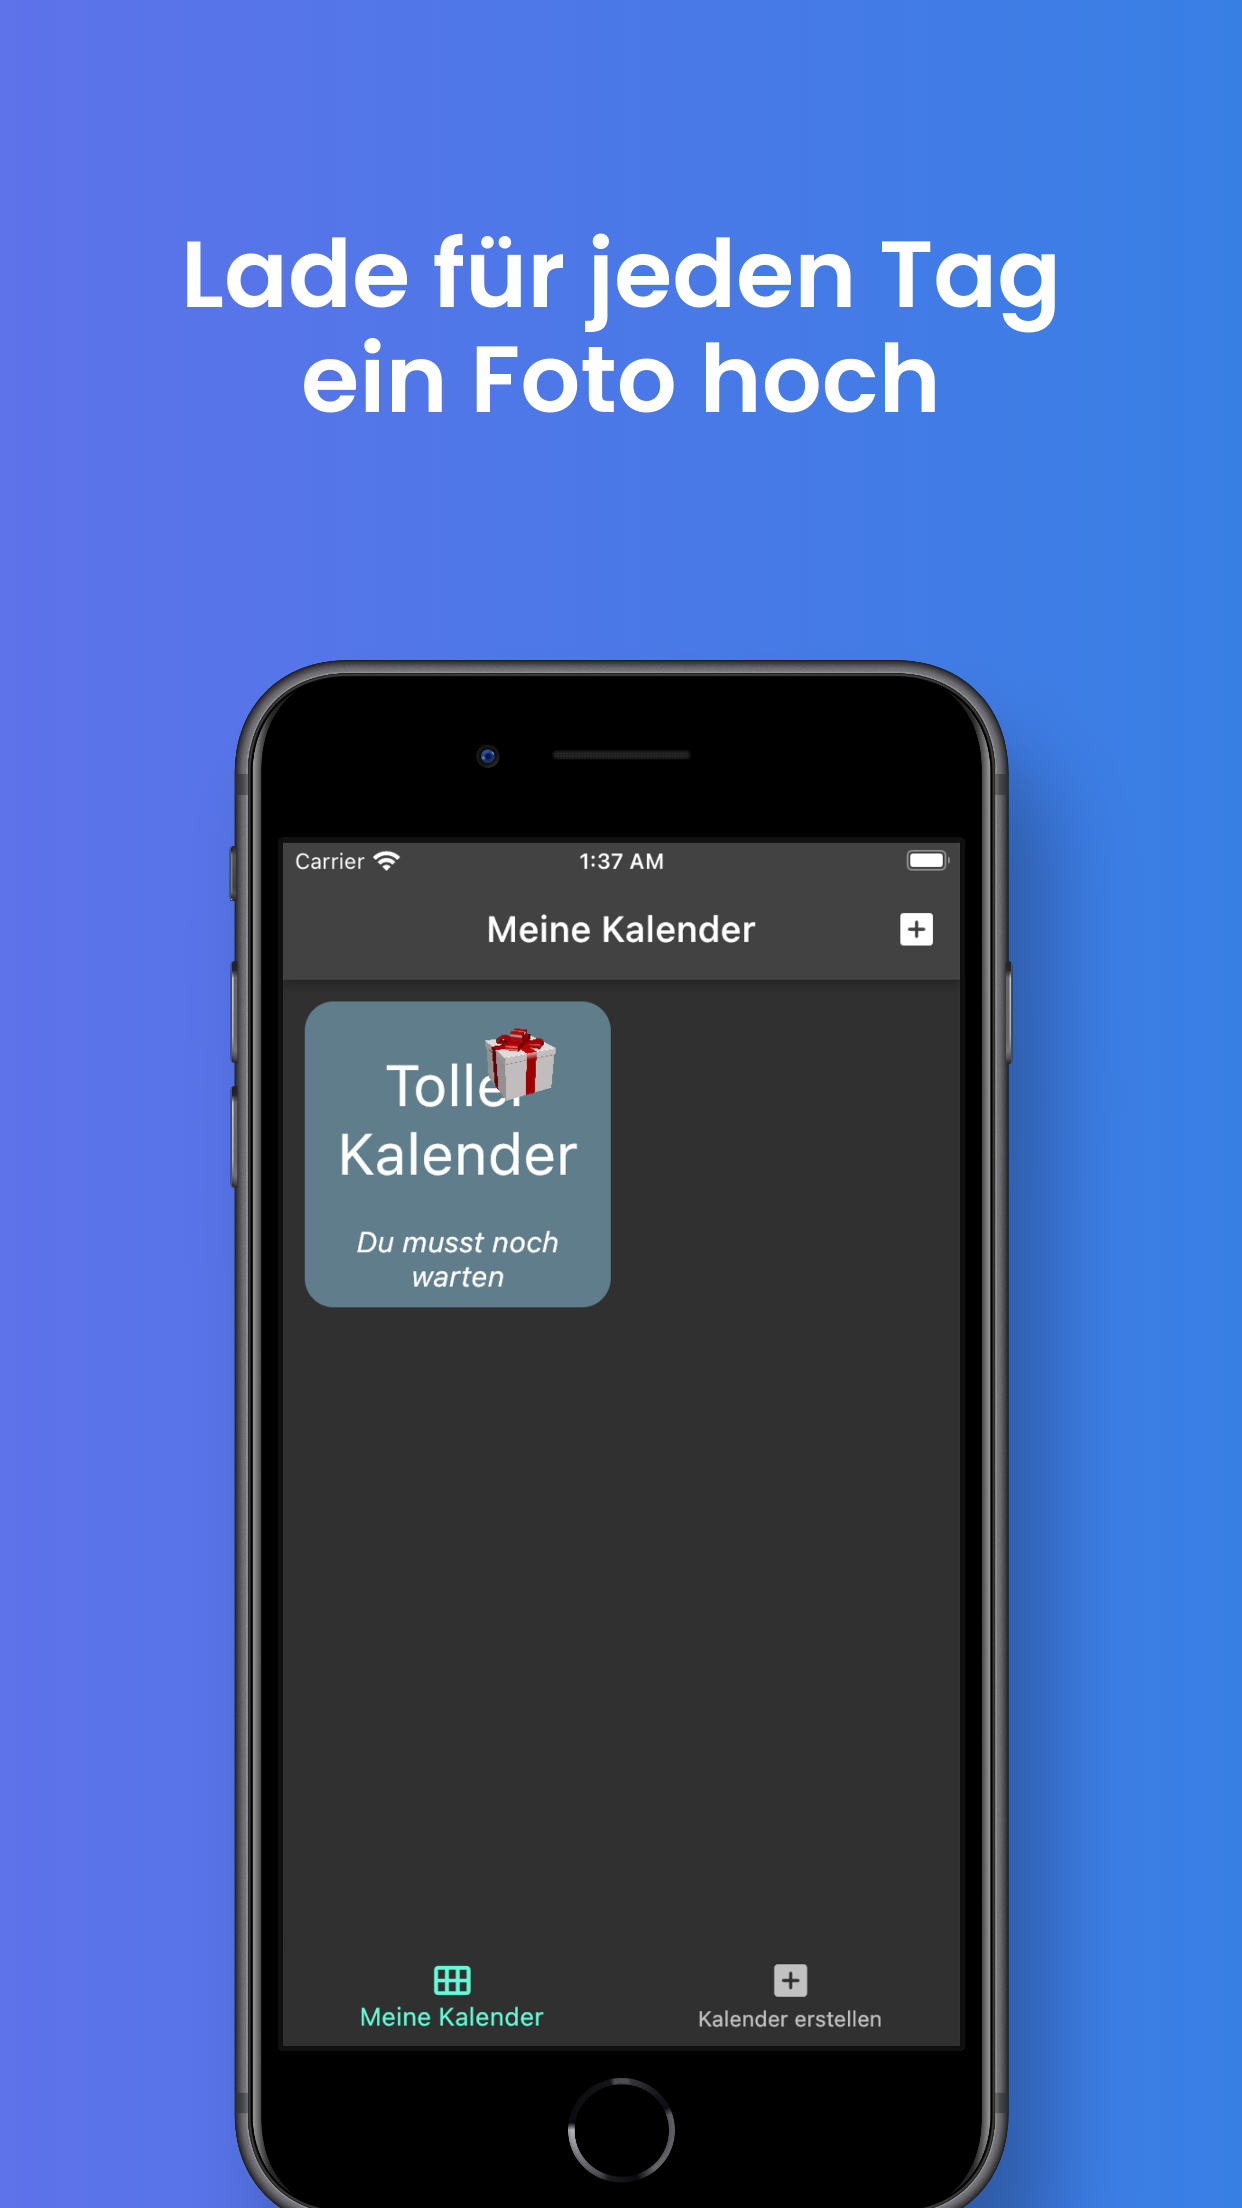 Lade für jeden Tag
ein Foto hoch
Carrier
1:37 AM
Meine Kalender
Toller
Kalender
Du musst noch
warten
Meine Kalender
Kalender erstellen